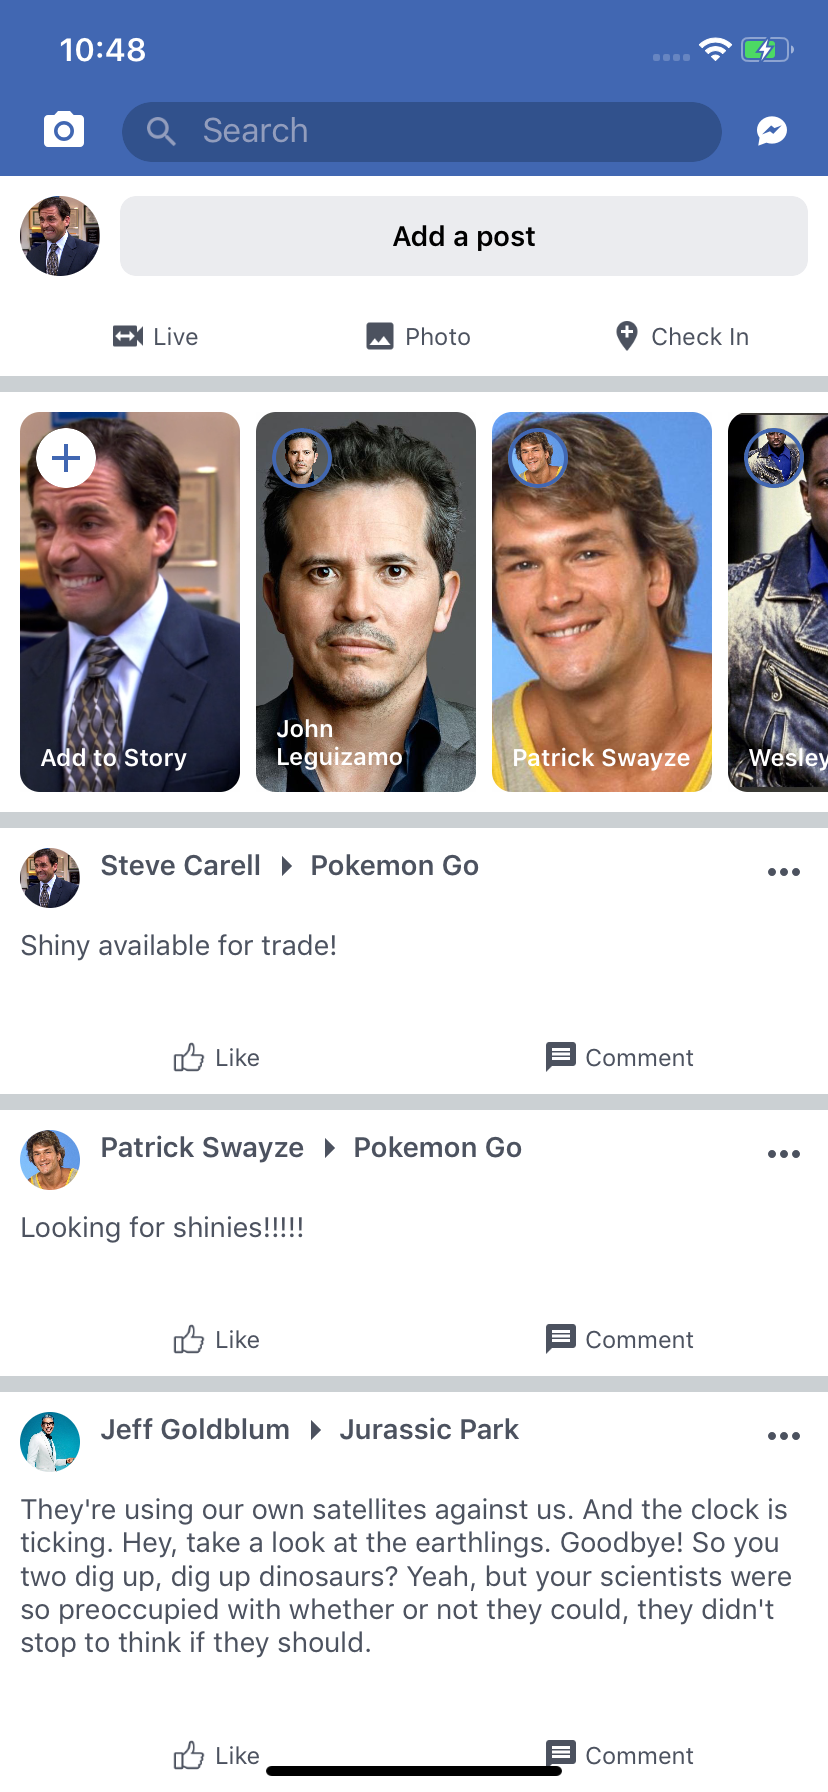 10:48
Search
Add a post
Live
Photo
Check In
Add to Story
John
Leguizamo
Patrick Swayze
Wesley
Steve Carell
Pokemon Go
Shiny available for trade!
Like
Comment
Patrick Swayze
Pokemon Go
Looking for shinies!!!!!
Like
Comment
Jeff Goldblum
Jurassic Park
They're using our own satellites against us. And the clock is
ticking. Hey, take a look at the earthlings. Goodbye! So you
two dig up, dig up dinosaurs? Yeah, but your scientists were
so preoccupied with whether or not they could, they didn't
stop to think if they should.
Like
Comment